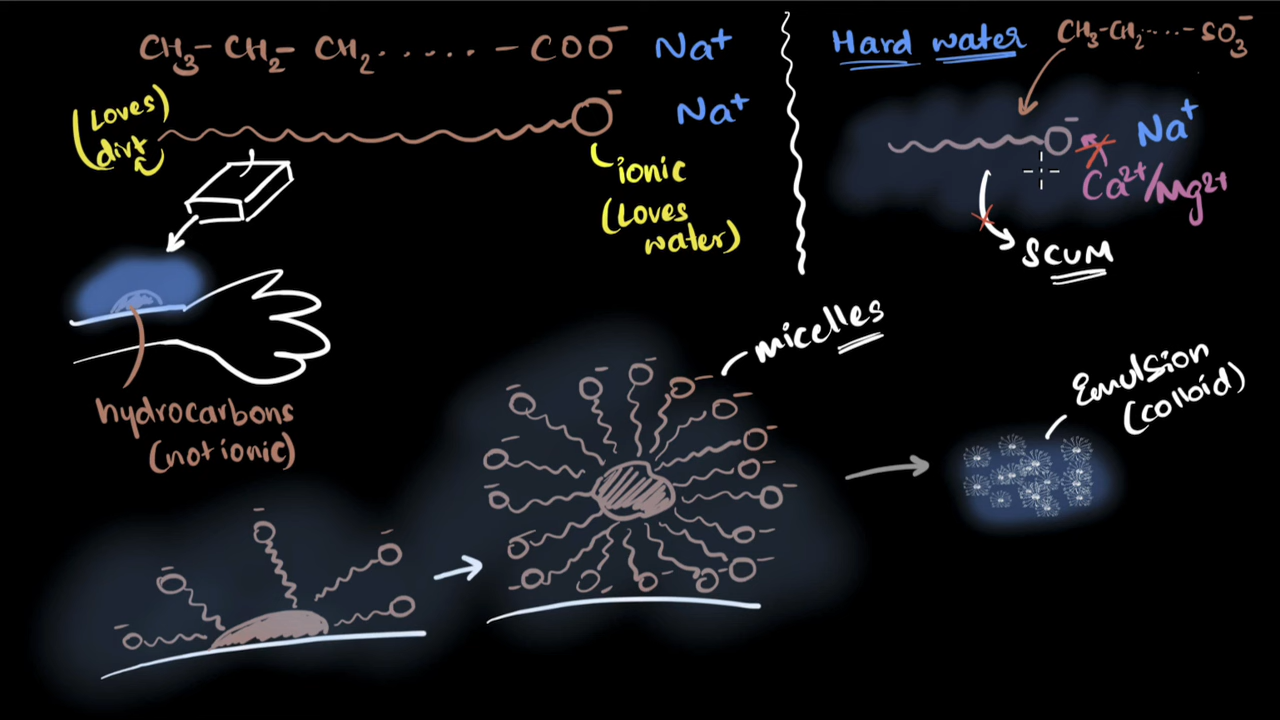 CH₃–CH₂–CH₂......–COO⁻ Na⁺
(Loves) dirt
Na⁺
ionic
(Loves
water)
hydrocarbons
(not ionic)
Hard water
CH₃-CH₂....-SO₃⁻
Na⁺
Ca²⁺/Mg²⁺
SCUM
micelles
Emulsion
(colloid)